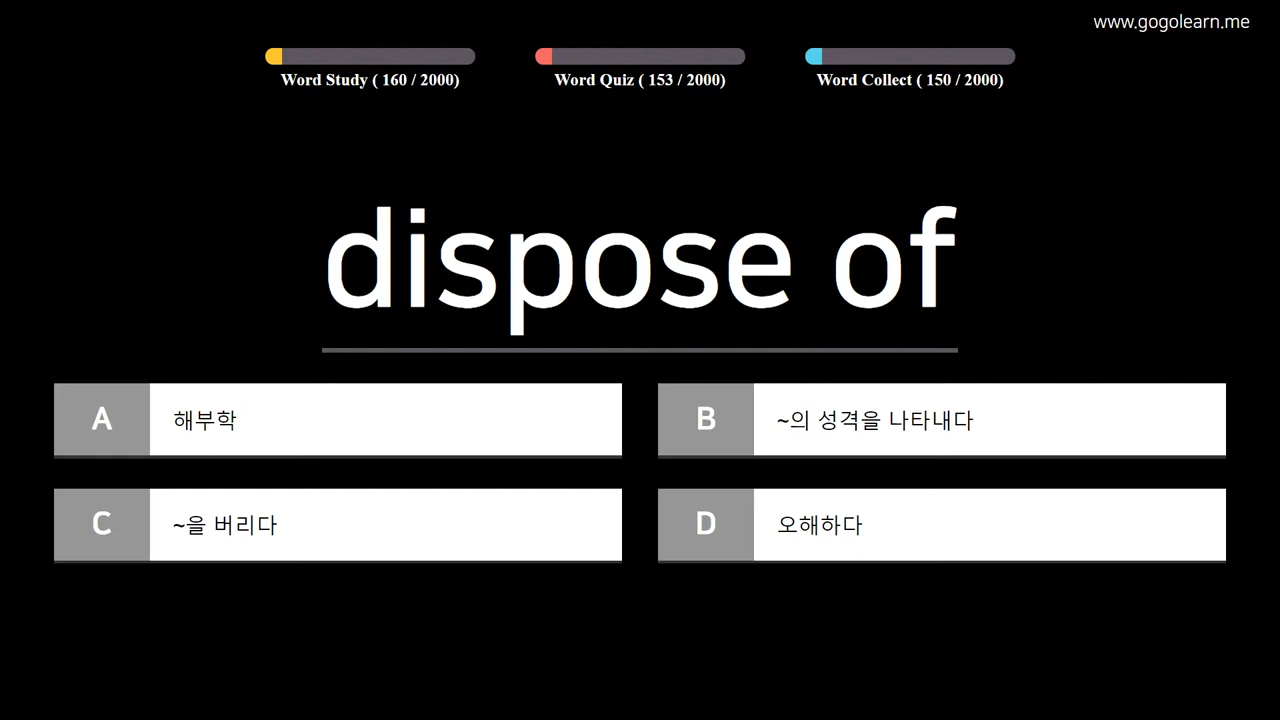 www.gogolearn.me
Word Study ( 160 / 2000)
Word Quiz ( 153 / 2000)
Word Collect ( 150 / 2000)
dispose of
A 해부학
B ~의 성격을 나타내다
C ~을 버리다
D 오해하다